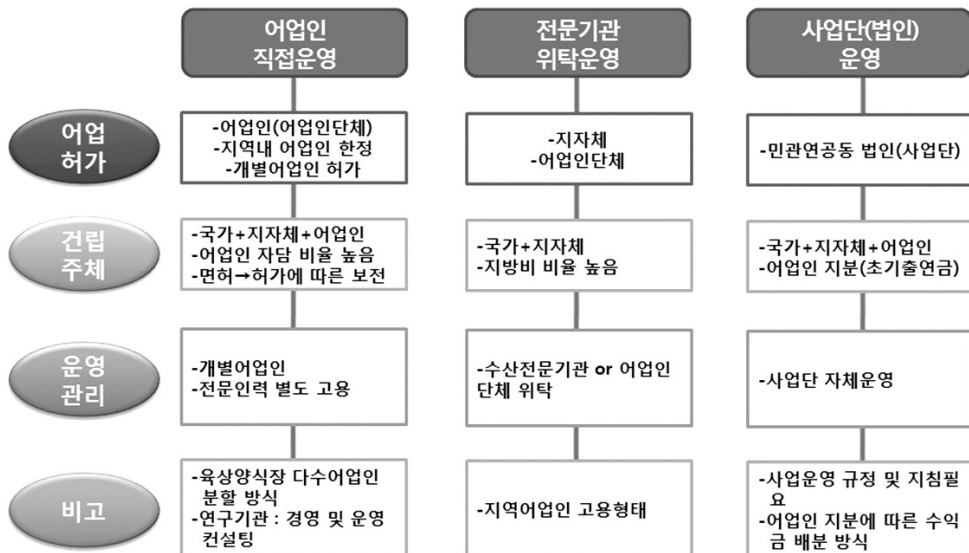 어업인
직접운영
전문기관
위탁운영
사업단(법인)
운영
어업
허가
-어업인(어업인단체)
-지역내 어업인 한정
-개별어업인 허가
-지자체
-어업인단체
-민관연공동 법인(사업단)
건립
주체
-국가+지자체+어업인
-어업인 자담 비율 높음
-면허→허가에 따른 보전
-국가+지자체
-지방비 비율 높음
-국가+지자체+어업인
-어업인 지분(초기출연금)
운영
관리
-개별어업인
-전문인력 별도 고용
-수산전문기관 or 어업인
단체 위탁
-사업단 자체운영
비고
-육상양식장 다수어업인
분할 방식
-연구기관 : 경영 및 운영
컨설팅
-지역어업인 고용형태
-사업운영 규정 및 지침필
요
-어업인 지분에 따른 수익
금 배분 방식